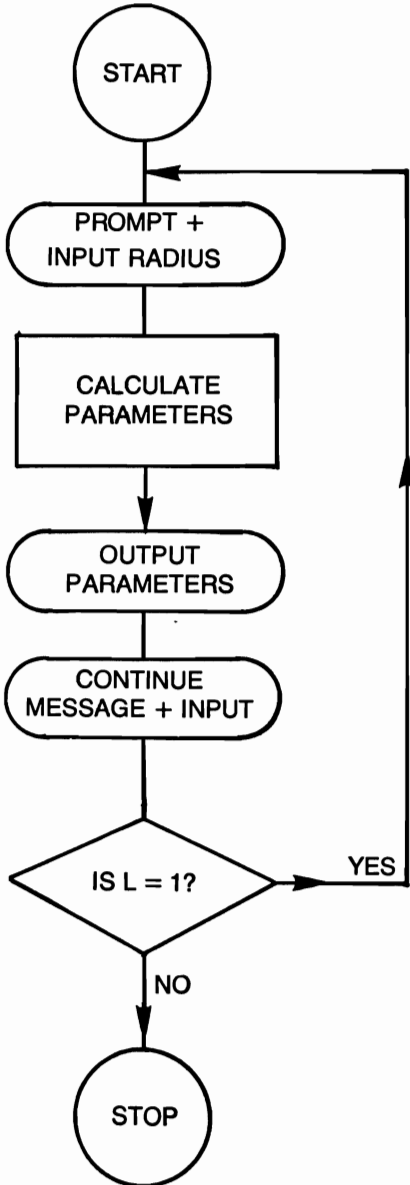 START
PROMPT +
INPUT RADIUS
CALCULATE
PARAMETERS
OUTPUT
PARAMETERS
CONTINUE
MESSAGE + INPUT
IS L = 1?
YES
NO
STOP